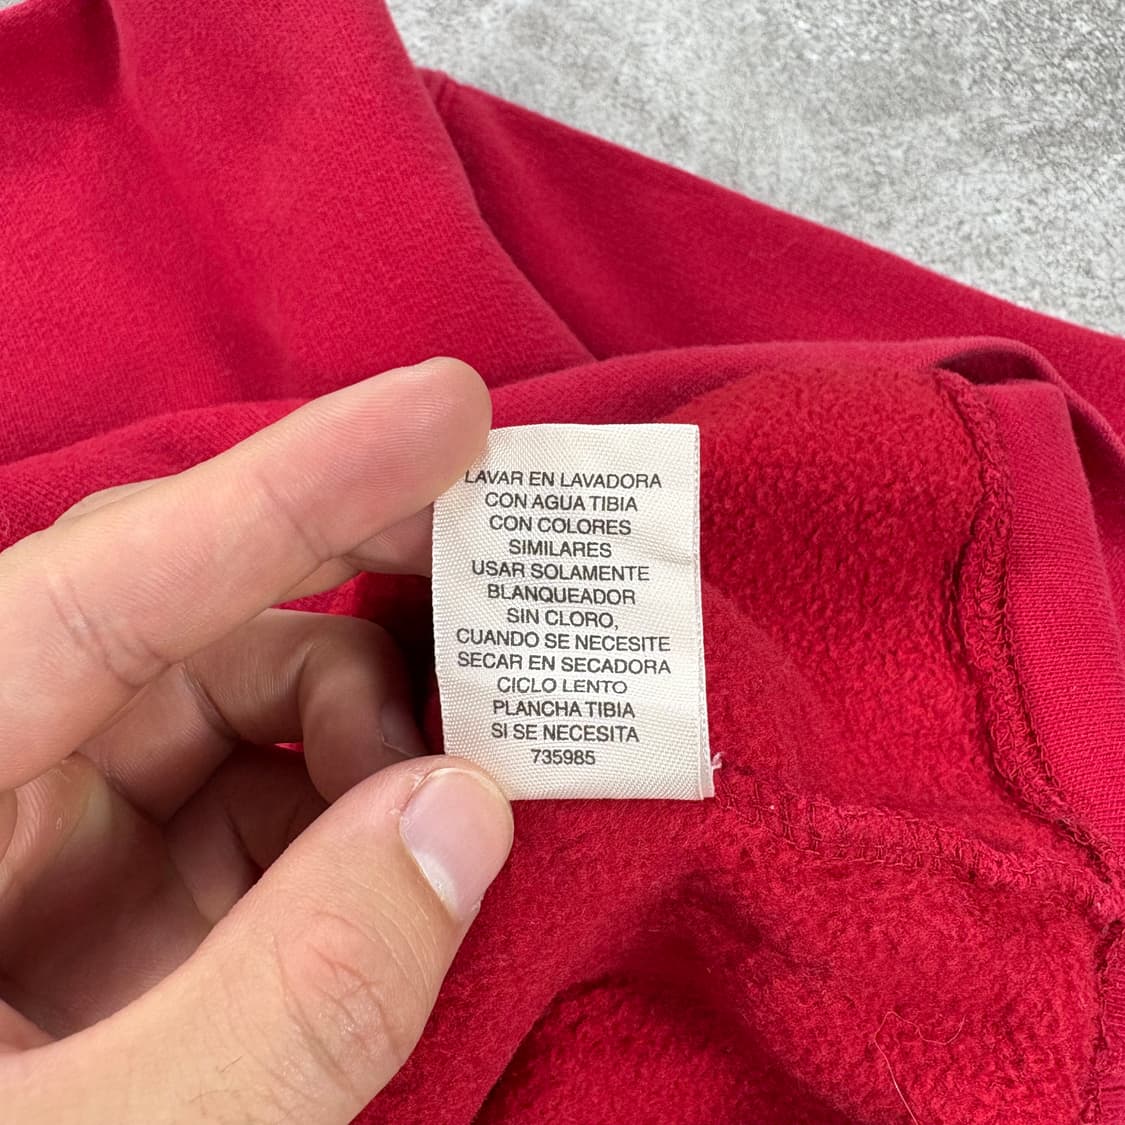 LAVAR EN LAVADORA
CON AGUA TIBIA
CON COLORES
SIMILARES
USAR SOLAMENTE
BLANQUEADOR
SIN CLORO,
CUANDO SE NECESITE
SECAR EN SECADORA
CICLO LENTO
PLANCHA TIBIA
SI SE NECESITA
735985